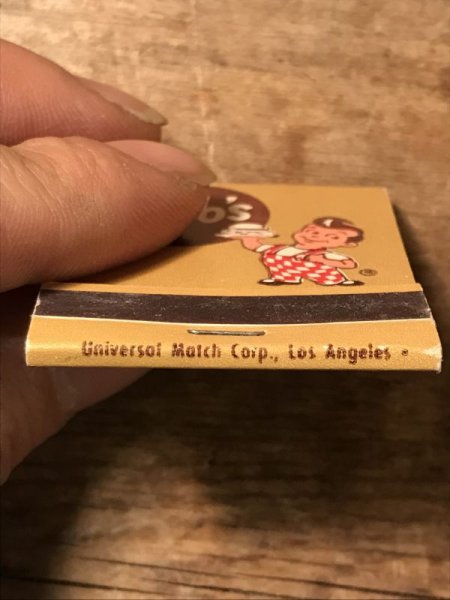 b's
®
Universal Match Corp., Los Angeles •